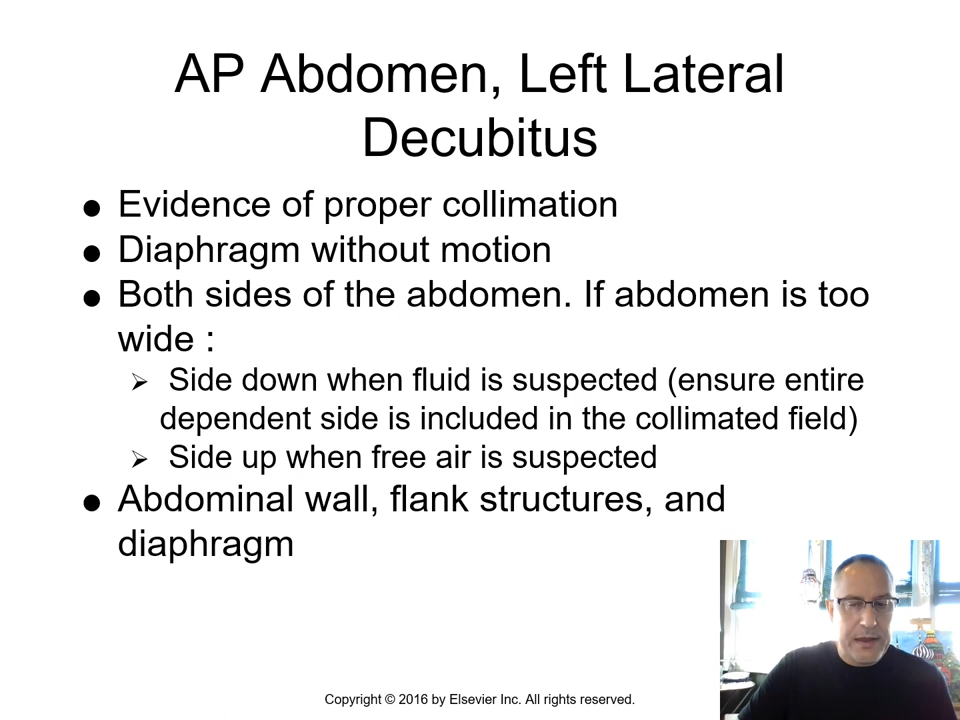 AP Abdomen, Left Lateral
Decubitus
● Evidence of proper collimation
● Diaphragm without motion
● Both sides of the abdomen. If abdomen is too
wide :
➢ Side down when fluid is suspected (ensure entire
dependent side is included in the collimated field)
➢ Side up when free air is suspected
● Abdominal wall, flank structures, and
diaphragm
Copyright © 2016 by Elsevier Inc. All rights reserved.